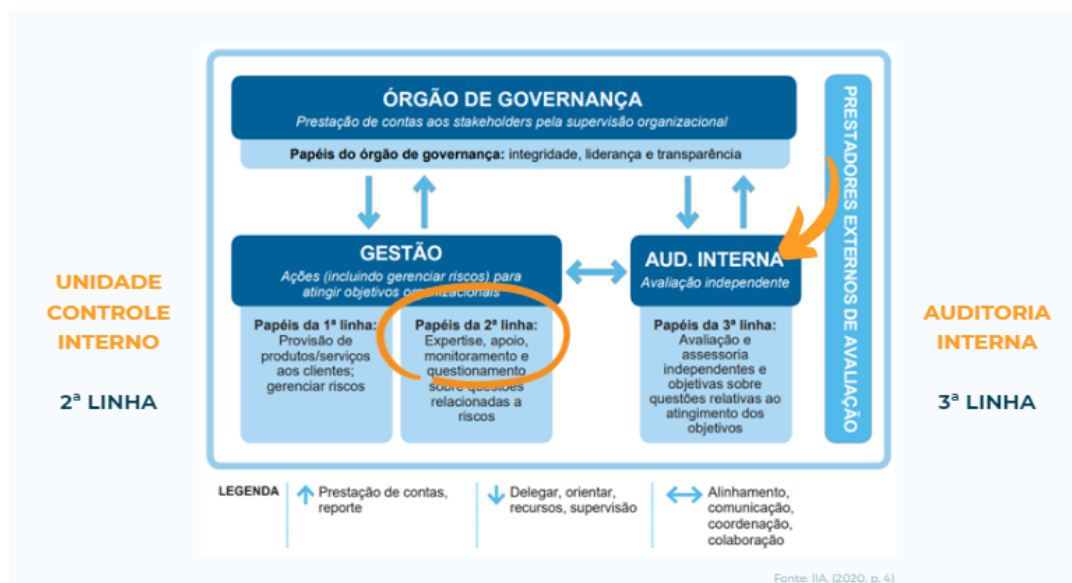 ÓRGÃO DE GOVERNANÇA
Prestação de contas aos stakeholders pela supervisão organizacional
Papéis do órgão de governança: integridade, liderança e transparência
PRESTADORES EXTERNOS DE AVALIAÇÃO
UNIDADE
CONTROLE
INTERNO
2ª LINHA
GESTÃO
Ações (incluindo gerenciar riscos) para
atingir objetivos organizacionais
Papéis da 1ª linha:
Provisão de
produtos/serviços
aos clientes;
gerenciar riscos
Papéis da 2ª linha:
Expertise, apoio,
monitoramento e
questionamento
sobre questões
relacionadas a
riscos
AUD. INTERNA
Avaliação independente
Papéis da 3ª linha:
Avaliação e
assessoria
independentes e
objetivas sobre
questões relativas ao
atingimento dos
objetivos
AUDITORIA
INTERNA
3ª LINHA
LEGENDA
Prestação de contas,
reporte
Delegar, orientar,
recursos, supervisão
Alinhamento,
comunicação,
coordenação,
colaboração
Fonte: IIA, (2020, p. 4)